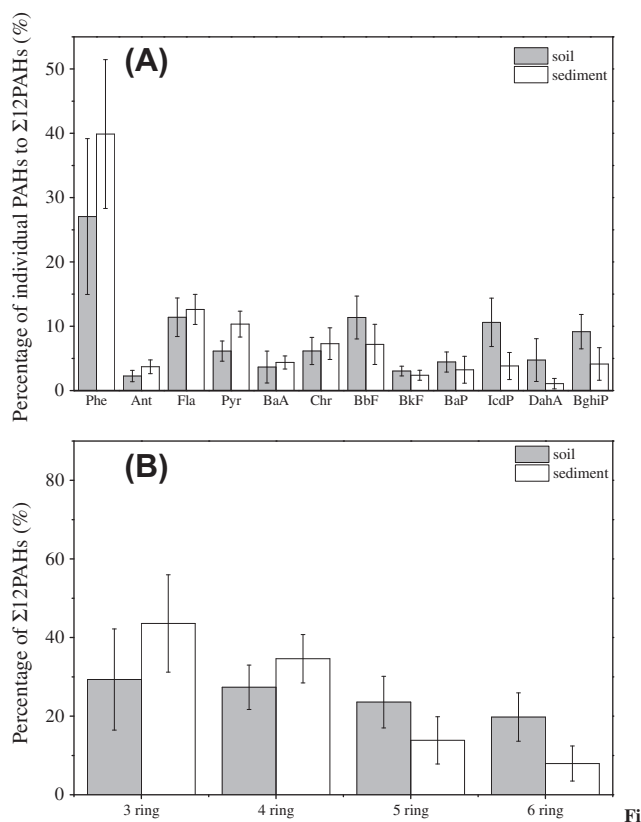 (A)
soil
sediment
Percentage of individual PAHs to Σ12PAHs (%)
50
40
30
20
10
0
Phe Ant Fla Pyr BaA Chr BbF BkF BaP IcdP DahA BghiP
(B)
soil
sediment
Percentage of Σ12PAHs (%)
80
60
40
20
0
3 ring 4 ring 5 ring 6 ring
Fi